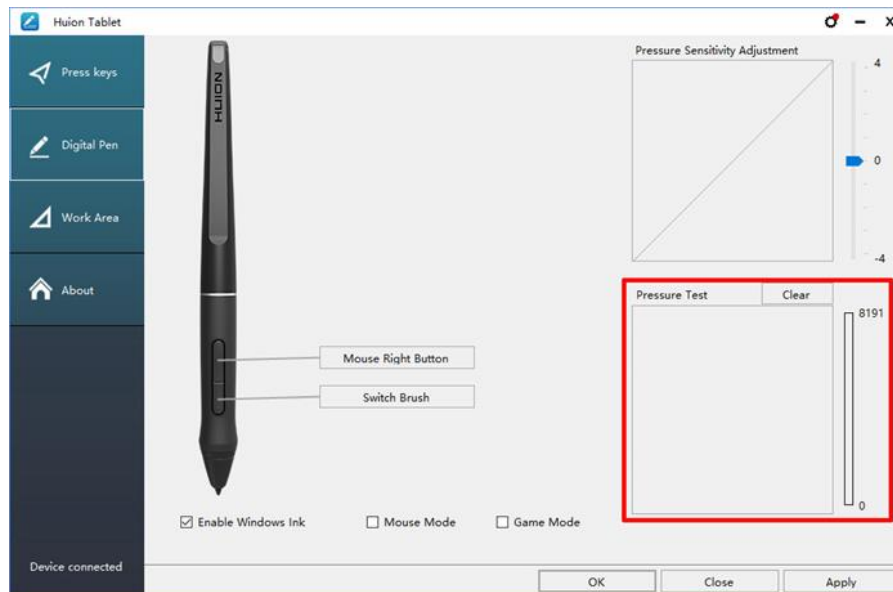 Huion Tablet
Press keys
Digital Pen
Work Area
About
Device connected
HUION
Mouse Right Button
Switch Brush
Enable Windows Ink
Mouse Mode
Game Mode
Pressure Sensitivity Adjustment
4
0
-4
Pressure Test
Clear
8191
0
OK
Close
Apply